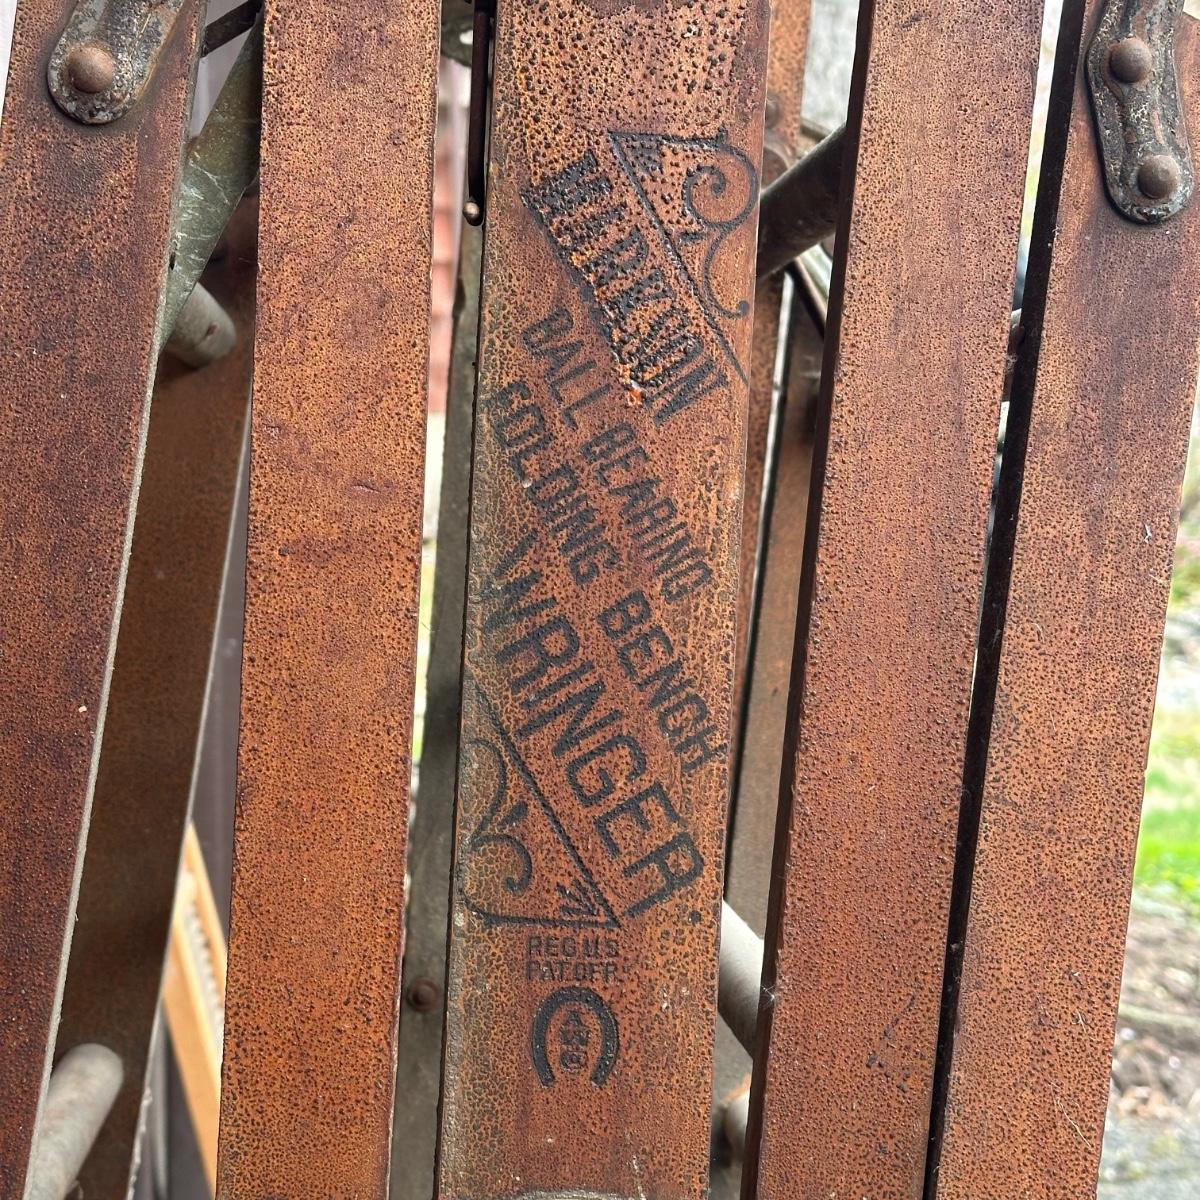 BALL BEARING
FOLDING BENCH
WRINGER
REG U.S
PAT OFF